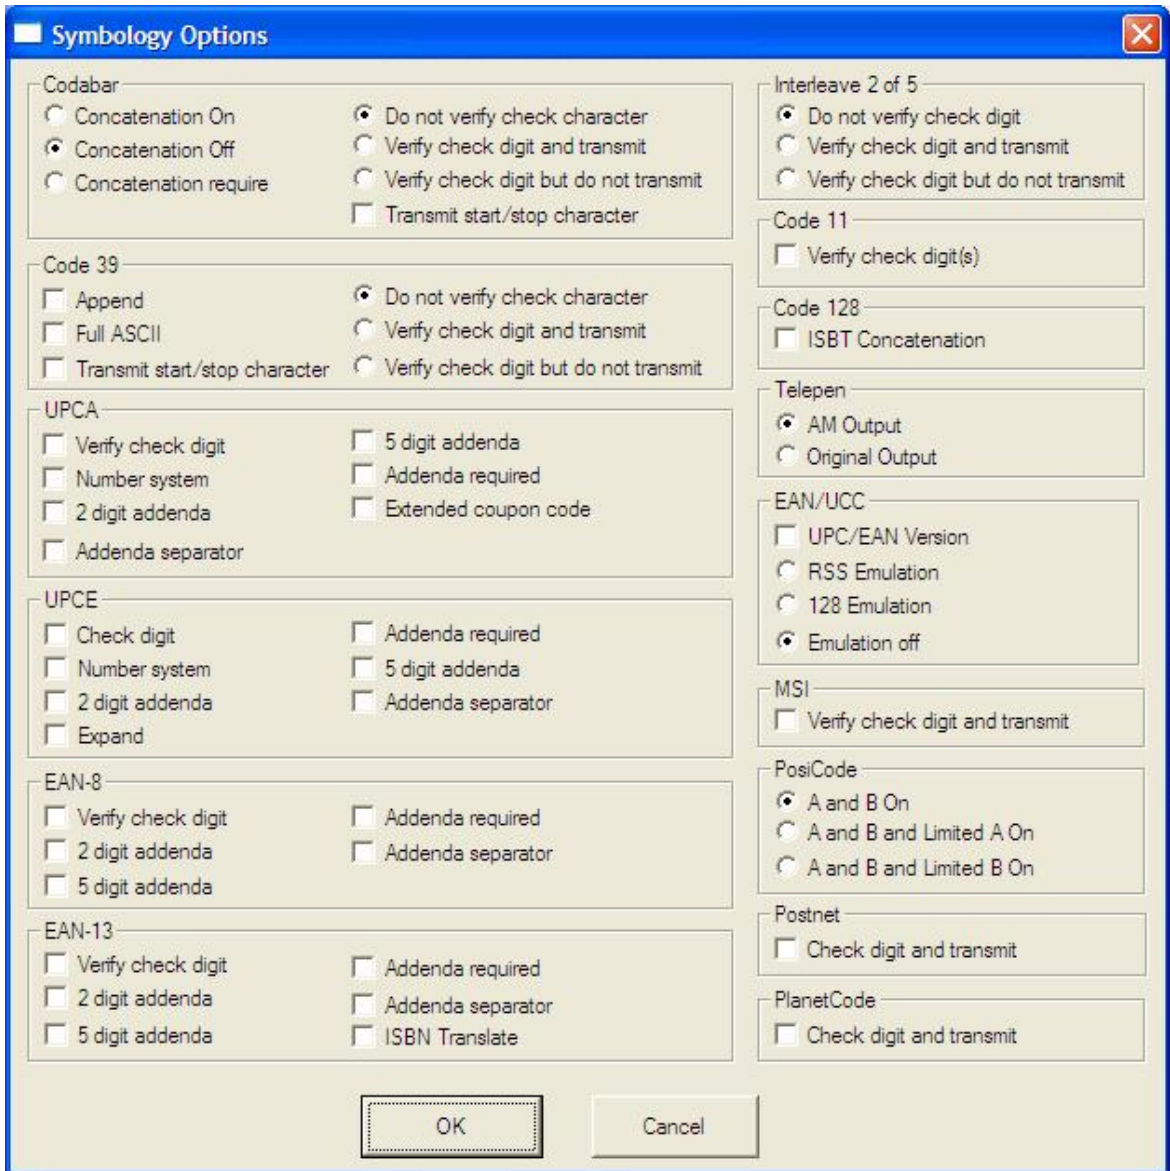 Symbology Options
Codabar
Concatenation On
Concatenation Off
Concatenation require
Do not verify check character
Verify check digit and transmit
Verify check digit but do not transmit
Transmit start/stop character
Code 39
Append
Full ASCII
Transmit start/stop character
Do not verify check character
Verify check digit and transmit
Verify check digit but do not transmit
UPCA
Verify check digit
Number system
2 digit addenda
Addenda separator
5 digit addenda
Addenda required
Extended coupon code
UPCE
Check digit
Number system
2 digit addenda
Expand
Addenda required
5 digit addenda
Addenda separator
EAN-8
Verify check digit
2 digit addenda
5 digit addenda
Addenda required
Addenda separator
EAN-13
Verify check digit
2 digit addenda
5 digit addenda
Addenda required
Addenda separator
ISBN Translate
Interleave 2 of 5
Do not verify check digit
Verify check digit and transmit
Verify check digit but do not transmit
Code 11
Verify check digit(s)
Code 128
ISBT Concatenation
Telepen
AM Output
Original Output
EAN/UCC
UPC/EAN Version
RSS Emulation
128 Emulation
Emulation off
MSI
Verify check digit and transmit
PosiCode
A and B On
A and B and Limited A On
A and B and Limited B On
Postnet
Check digit and transmit
PlanetCode
Check digit and transmit
OK
Cancel